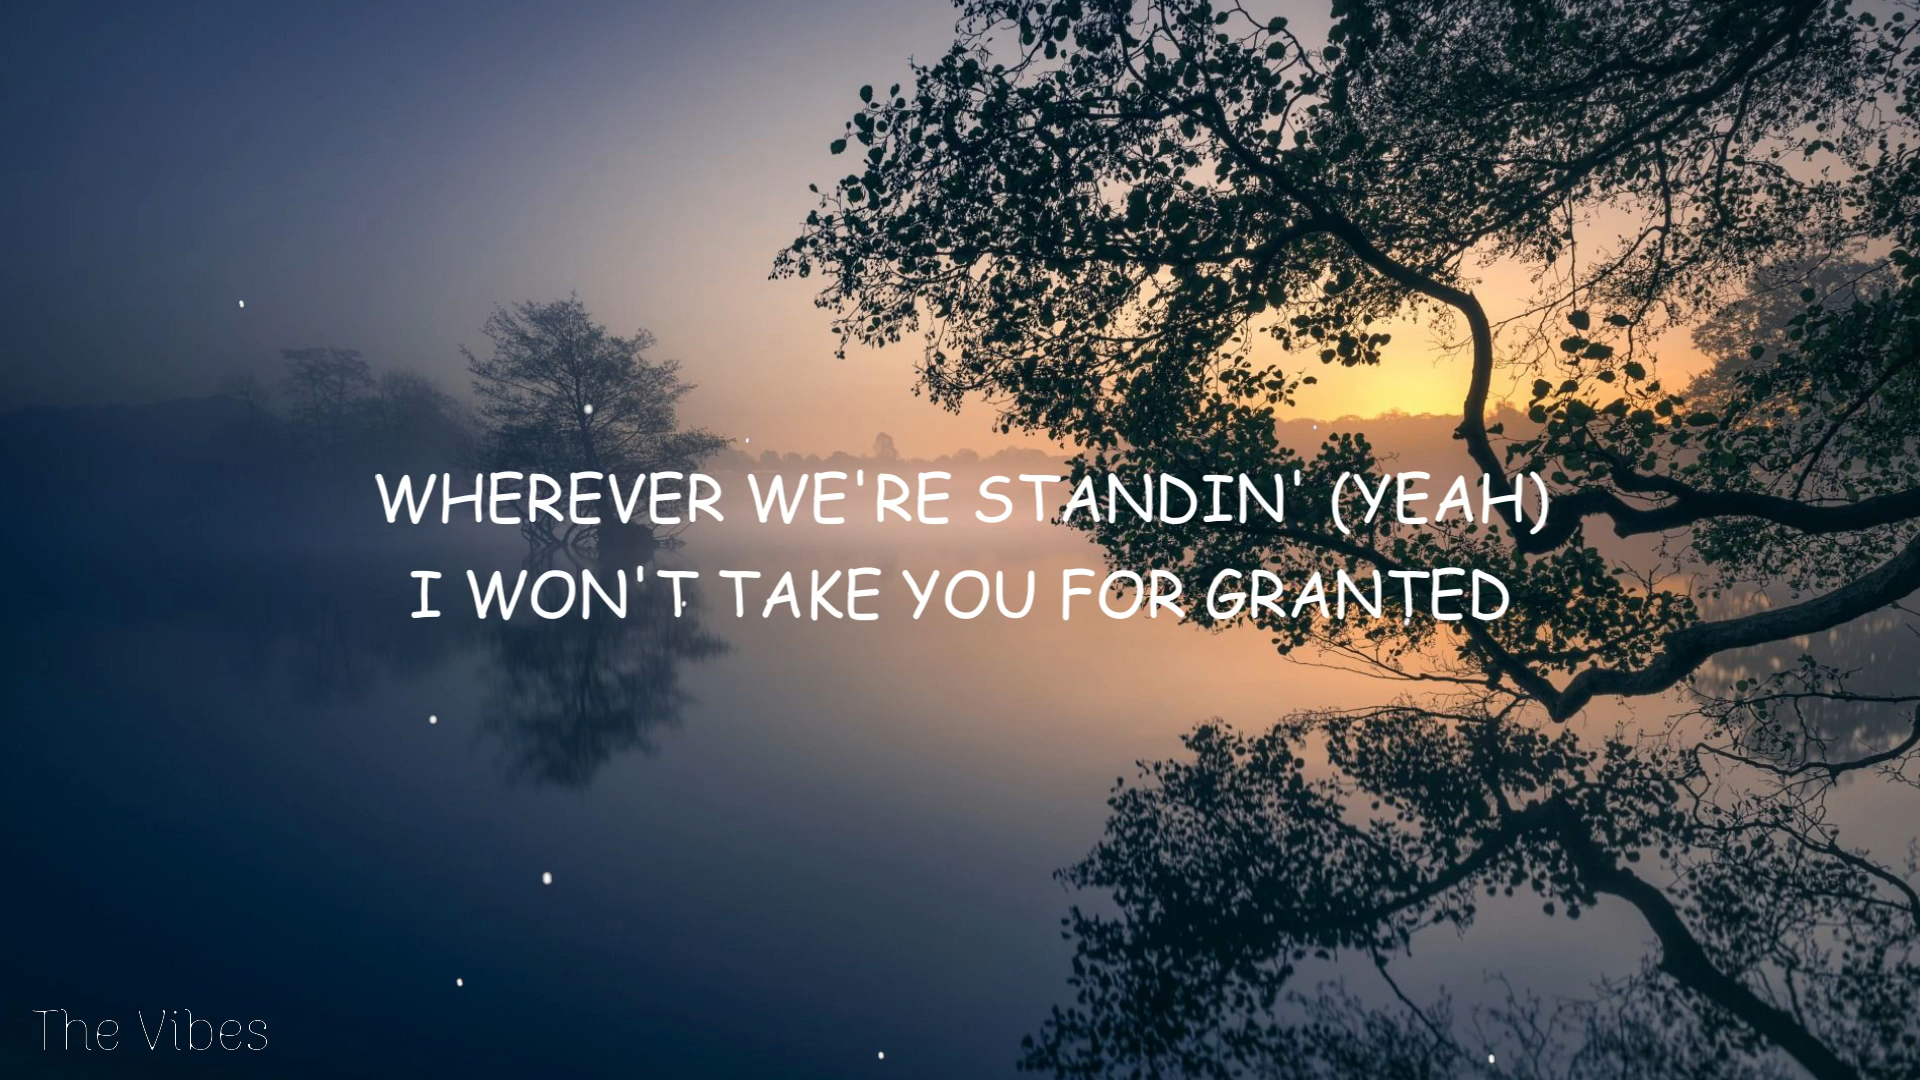 WHEREVER WE'RE STANDIN' (YEAH)
I WON'T TAKE YOU FOR GRANTED
The Vibes